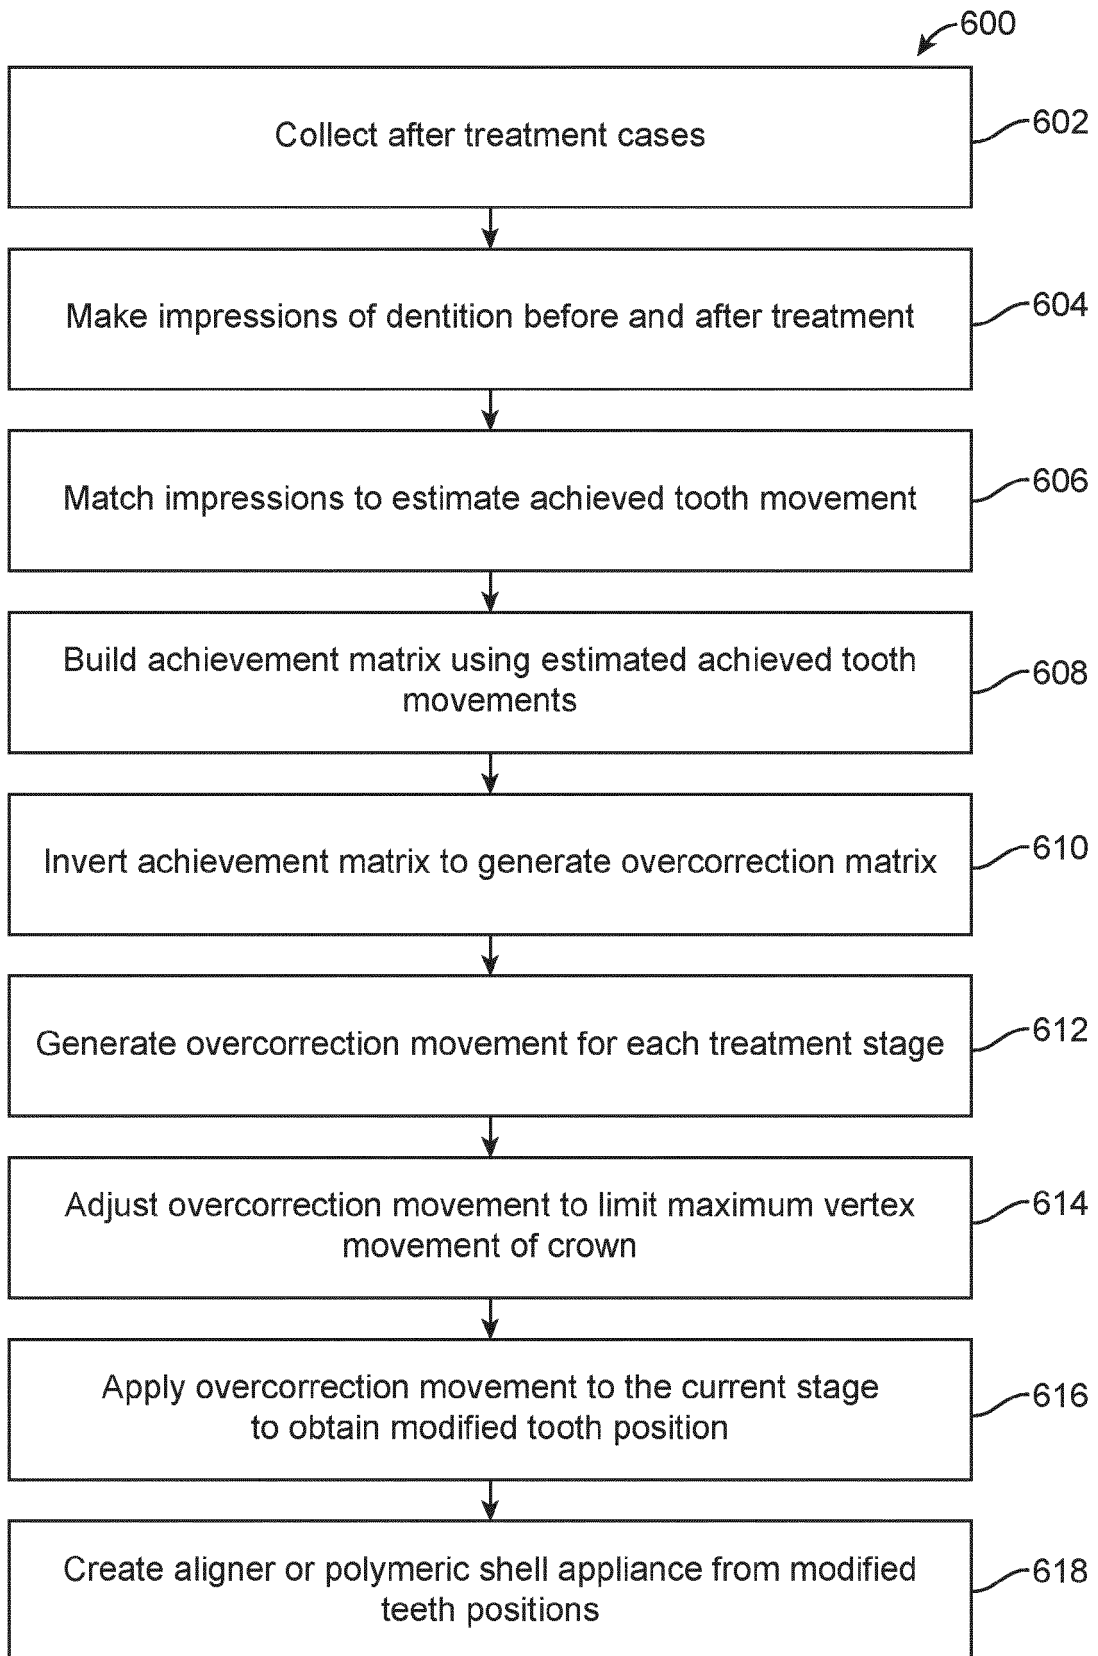 600
Collect after treatment cases
602
Make impressions of dentition before and after treatment
604
Match impressions to estimate achieved tooth movement
606
Build achievement matrix using estimated achieved tooth
movements
608
Invert achievement matrix to generate overcorrection matrix
610
Generate overcorrection movement for each treatment stage
612
Adjust overcorrection movement to limit maximum vertex
movement of crown
614
Apply overcorrection movement to the current stage
to obtain modified tooth position
616
Create aligner or polymeric shell appliance from modified
teeth positions
618